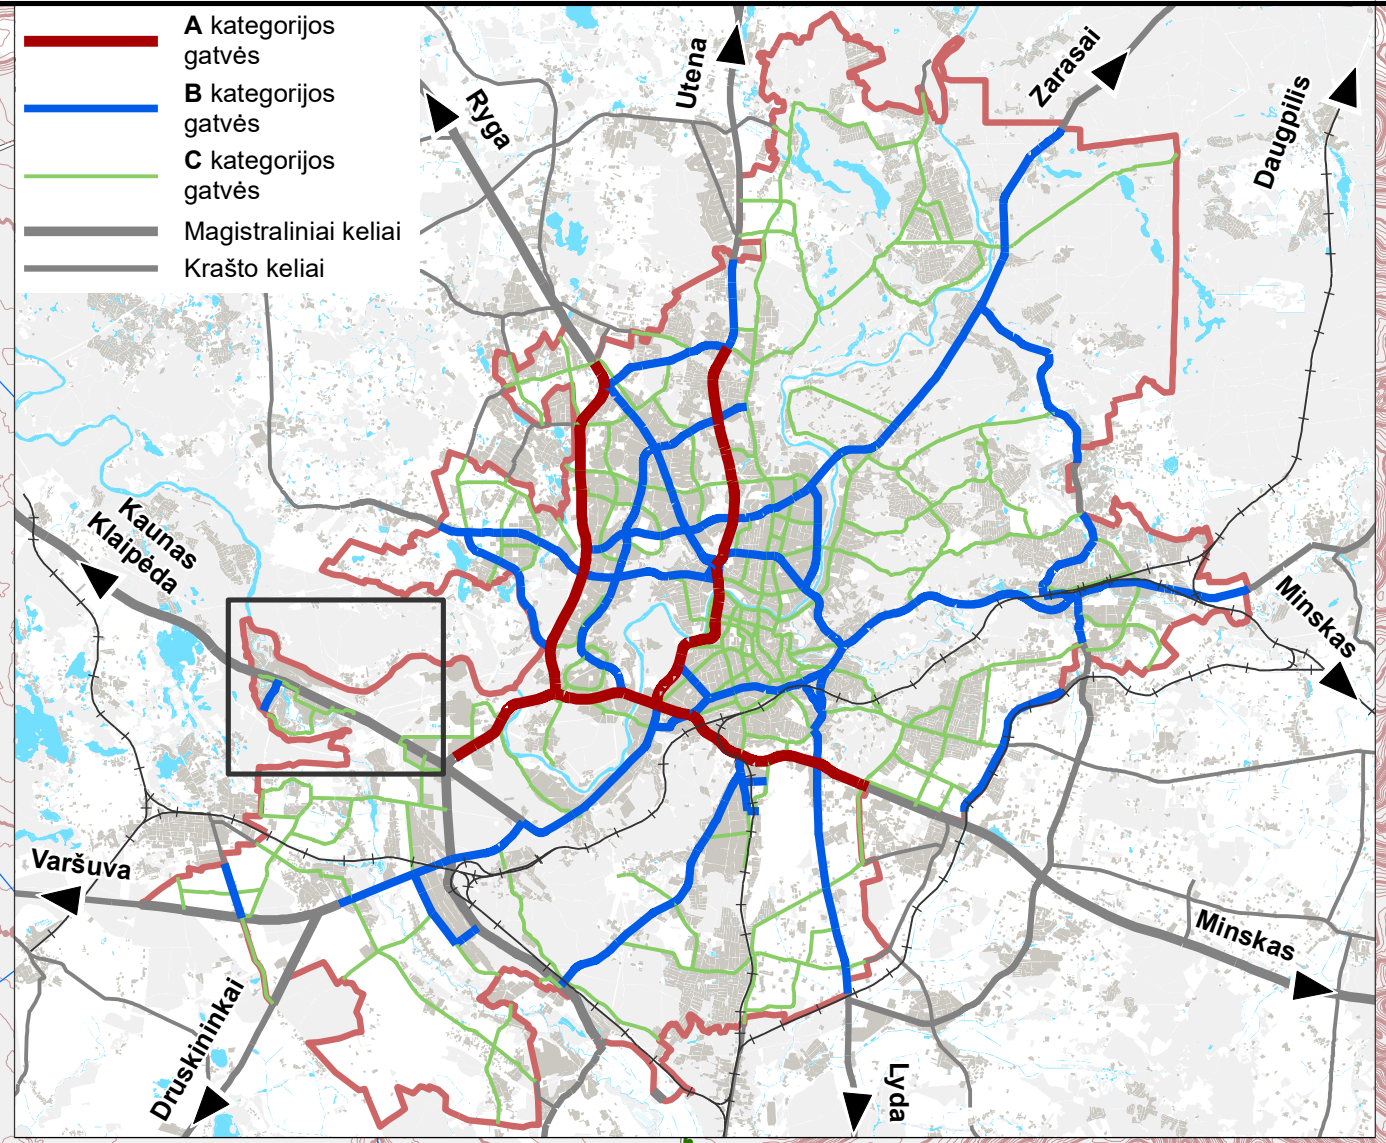 A kategorijos
gatvės
B kategorijos
gatvės
C kategorijos
gatvės
Magistraliniai keliai
Krašto keliai
Ryga
Utena
Zarasai
Daugpilis
Kaunas
Klaipėda
Minskas
Varšuva
Minskas
Druskininkai
Lyda